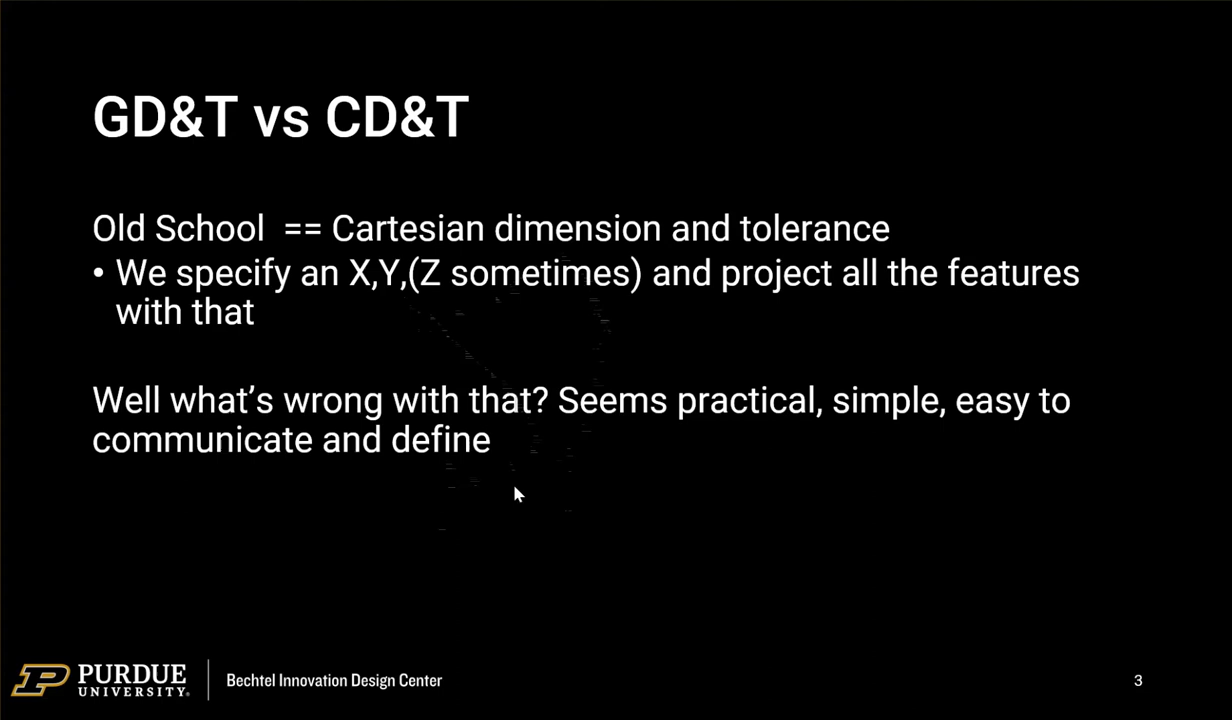 GD&T vs CD&T
Old School == Cartesian dimension and tolerance
• We specify an X,Y,(Z sometimes) and project all the features
with that
Well what’s wrong with that? Seems practical, simple, easy to
communicate and define
PURDUE
UNIVERSITY®
Bechtel Innovation Design Center
3